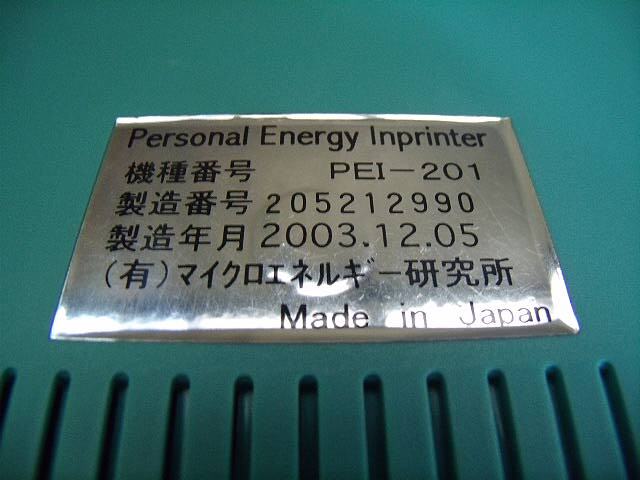 Personal Energy Inprinter
機種番号 PEI-201
製造番号 205212990
製造年月 2003.12.05
(有)マイクロエネルギー研究所
Made in Japan